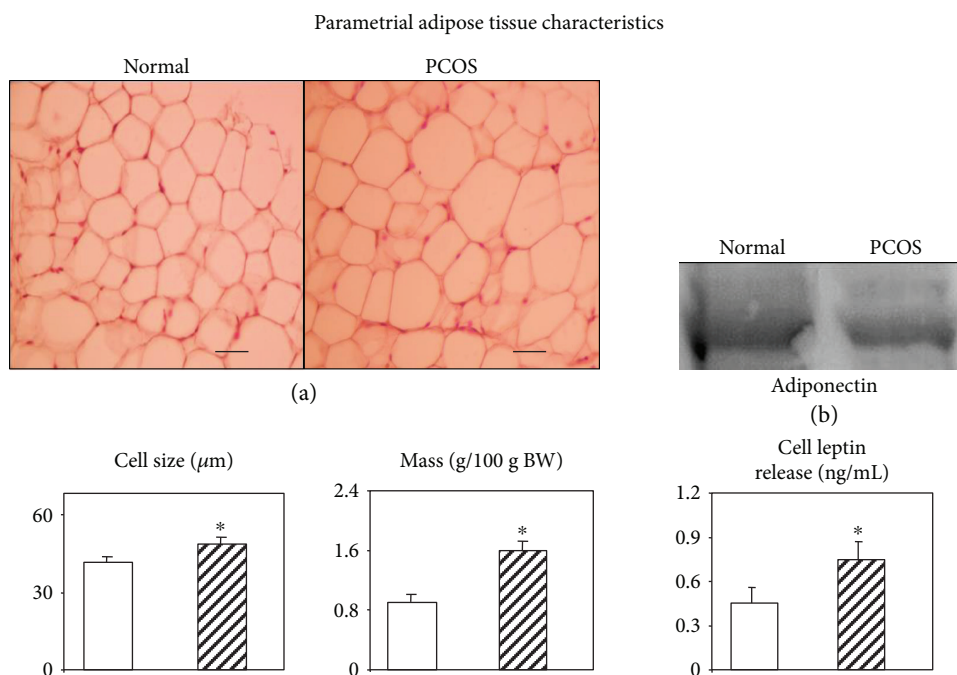 Parametrial adipose tissue characteristics
Normal
PCOS
(a)
Normal
PCOS
Adiponectin
(b)
Cell size (μm)
60
30
0
*
Mass (g/100 g BW)
2.4
1.6
0.8
0
*
Cell leptin
release (ng/mL)
1.2
0.9
0.6
0.3
0
*